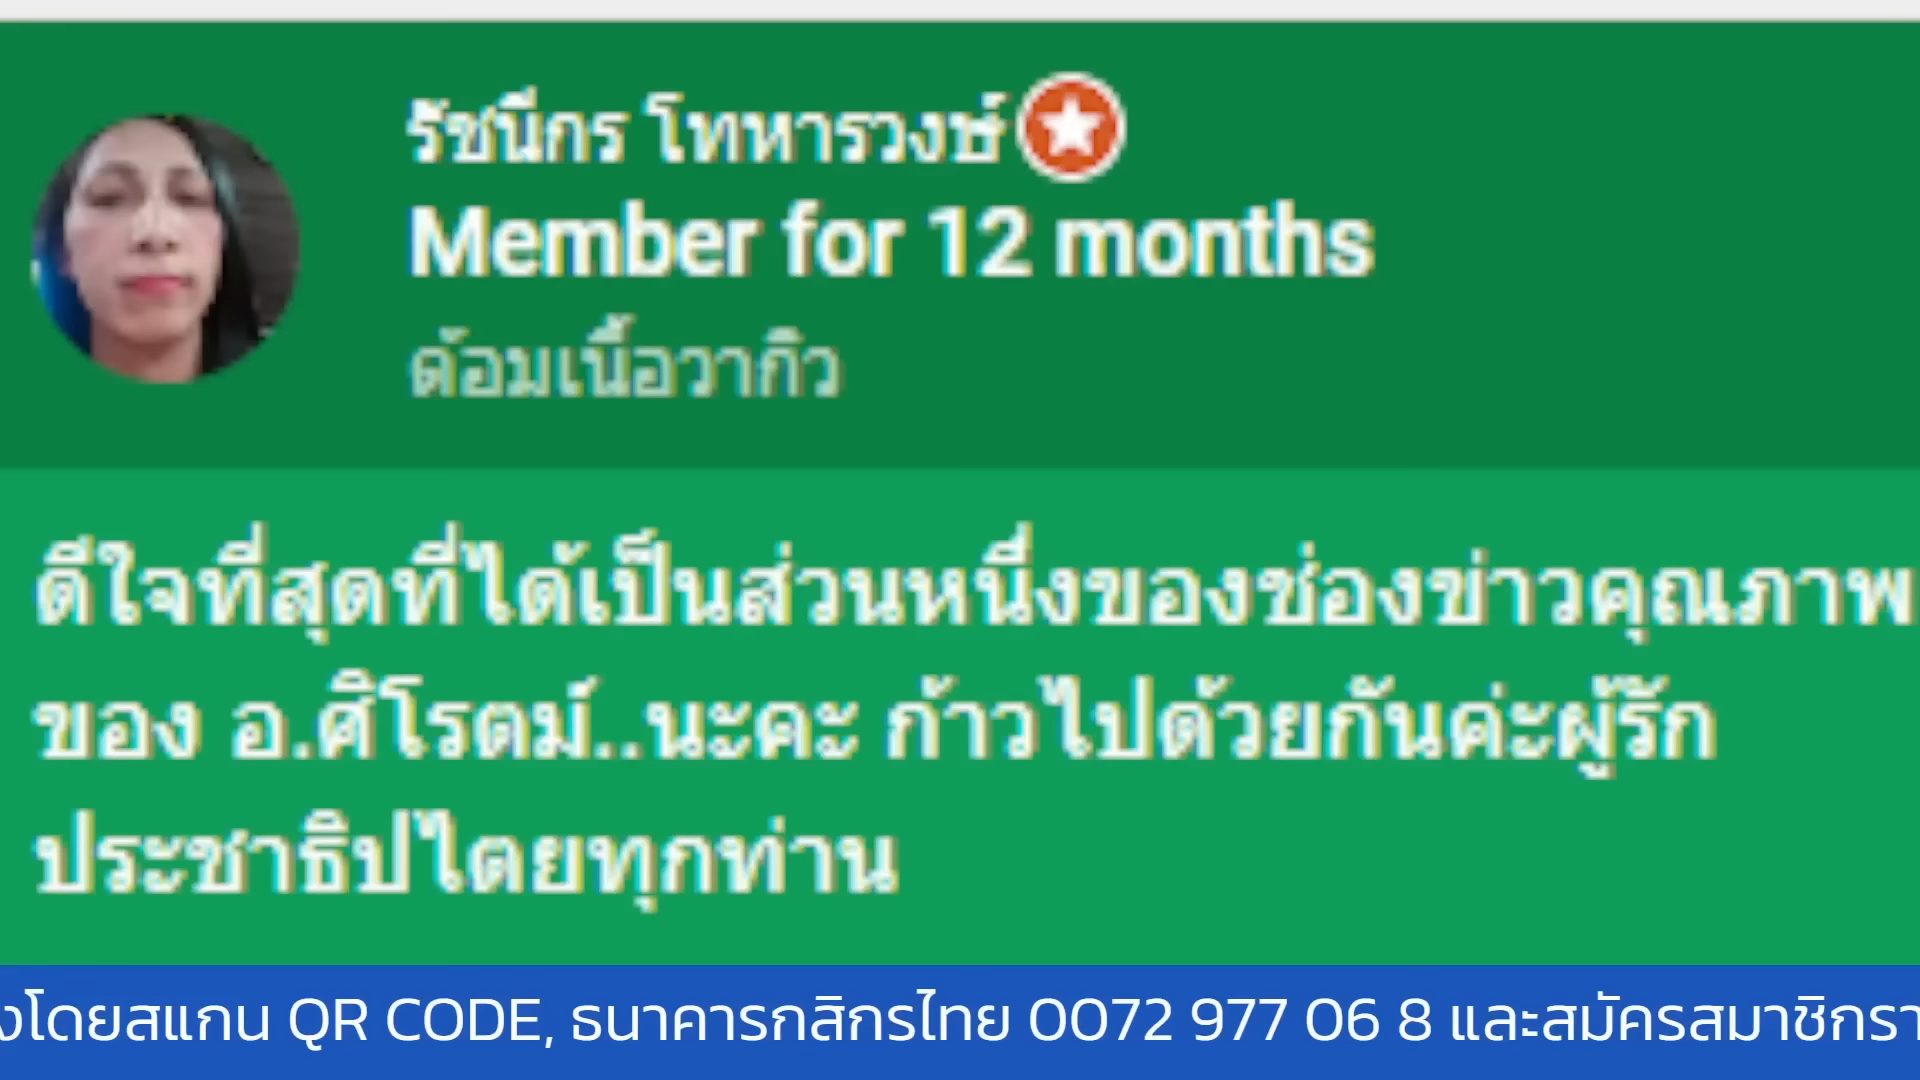 รัชนีกร โทหารวงษ์
Member for 12 months
ด้อมเนื้อวากิว
ดีใจที่สุดที่ได้เป็นส่วนหนึ่งของช่องข่าวคุณภาพ
ของ อ.ศิโรตม์..นะคะ ก้าวไปด้วยกันค่ะผู้รัก
ประชาธิปไตยทุกท่าน
งโดยสแกน QR CODE, ธนาคารกสิกรไทย 0072 977 06 8 และสมัครสมาชิกรา